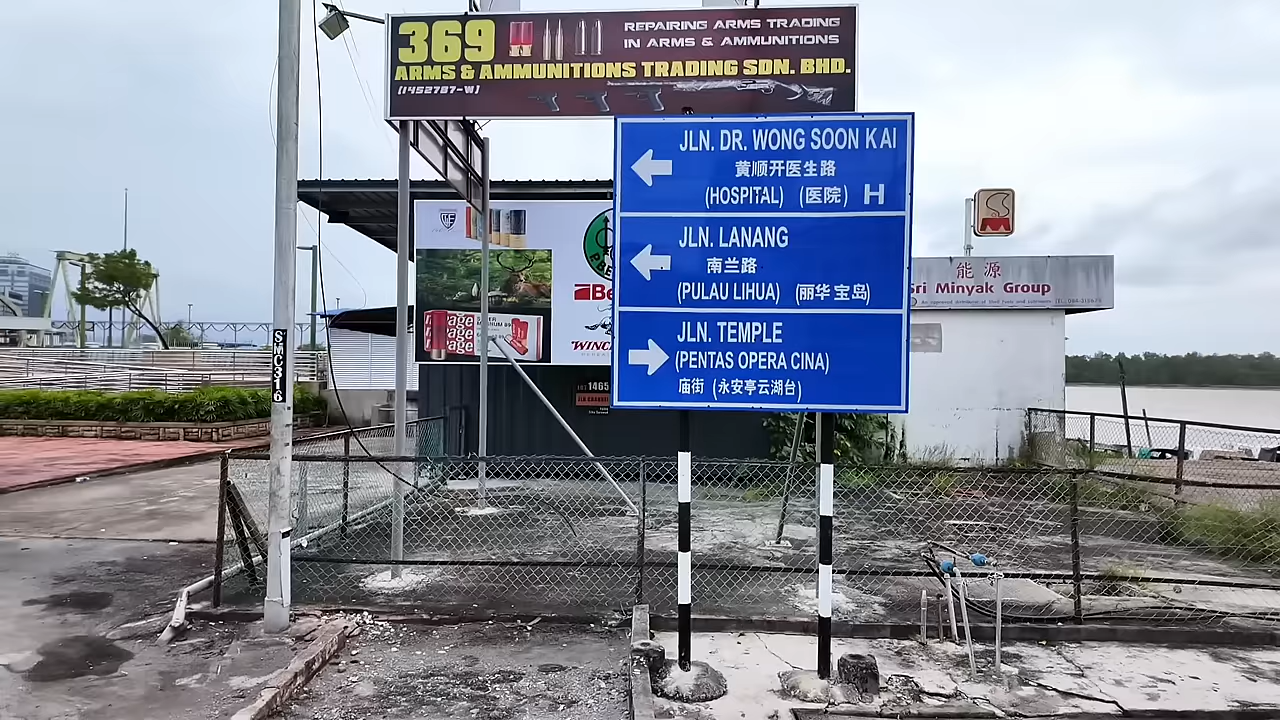 369
REPAIRING ARMS TRADING
IN ARMS & AMMUNITIONS
ARMS & AMMUNITIONS TRADING SDN. BHD.
(1452787-W)
JLN. DR. WONG SOON KAI
黄顺开医生路
(HOSPITAL) (医院) H
JLN. LANANG
南兰路
(PULAU LIHUA) (丽华宝岛)
JLN. TEMPLE
(PENTAS OPERA CINA)
庙街 (永安亭云湖台)
能源
Sri Minyak Group
SMC316
LOT 1465